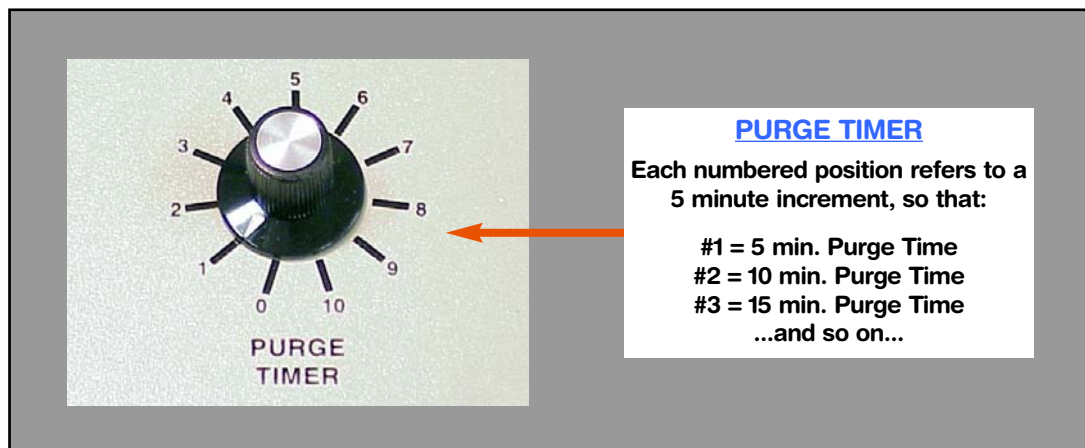 5
4
6
3
7
2
8
1
9
0
10
PURGE
TIMER
PURGE TIMER
Each numbered position refers to a
5 minute increment, so that:
#1 = 5 min. Purge Time
#2 = 10 min. Purge Time
#3 = 15 min. Purge Time
...and so on...